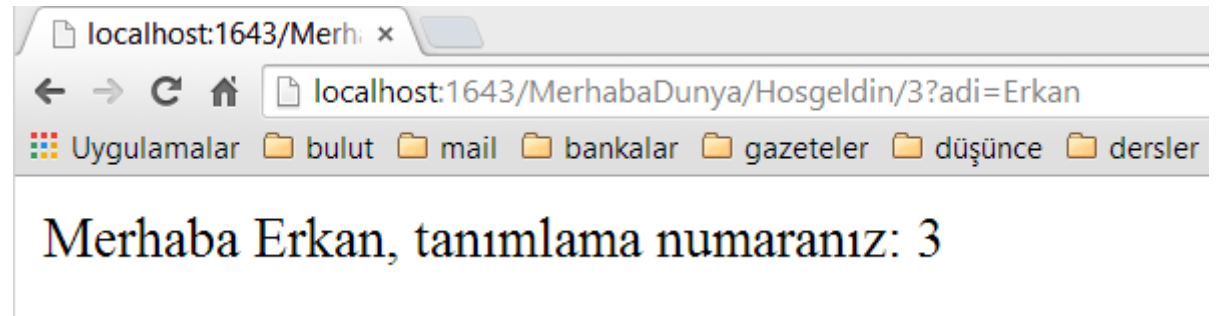 localhost:1643/Merh
localhost:1643/MerhabaDunya/Hosgeldin/3?adi=Erkan
Uygulamalar bulut mail bankalar gazeteler düşünce dersler
Merhaba Erkan, tanımlama numaranız: 3